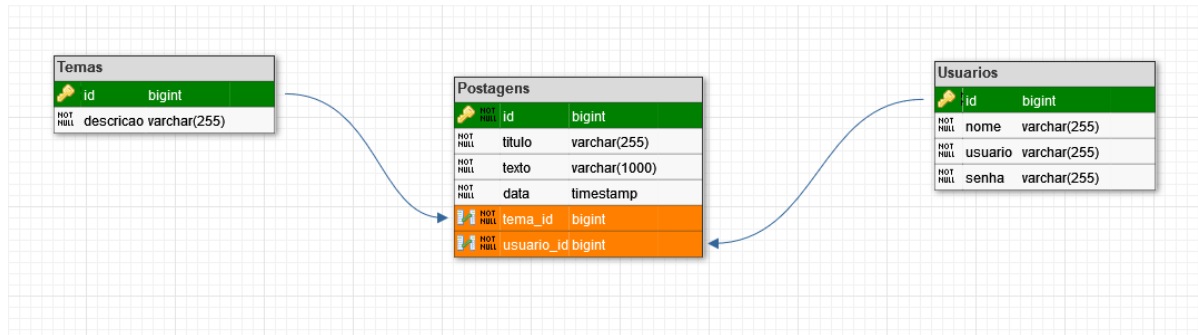 Temas
id bigint
NOT NULL descricao varchar(255)
Postagens
NOT NULL id bigint
NOT NULL titulo varchar(255)
NOT NULL texto varchar(1000)
NOT NULL data timestamp
NOT NULL tema_id bigint
NOT NULL usuario_id bigint
Usuarios
id bigint
NOT NULL nome varchar(255)
NOT NULL usuario varchar(255)
NOT NULL senha varchar(255)